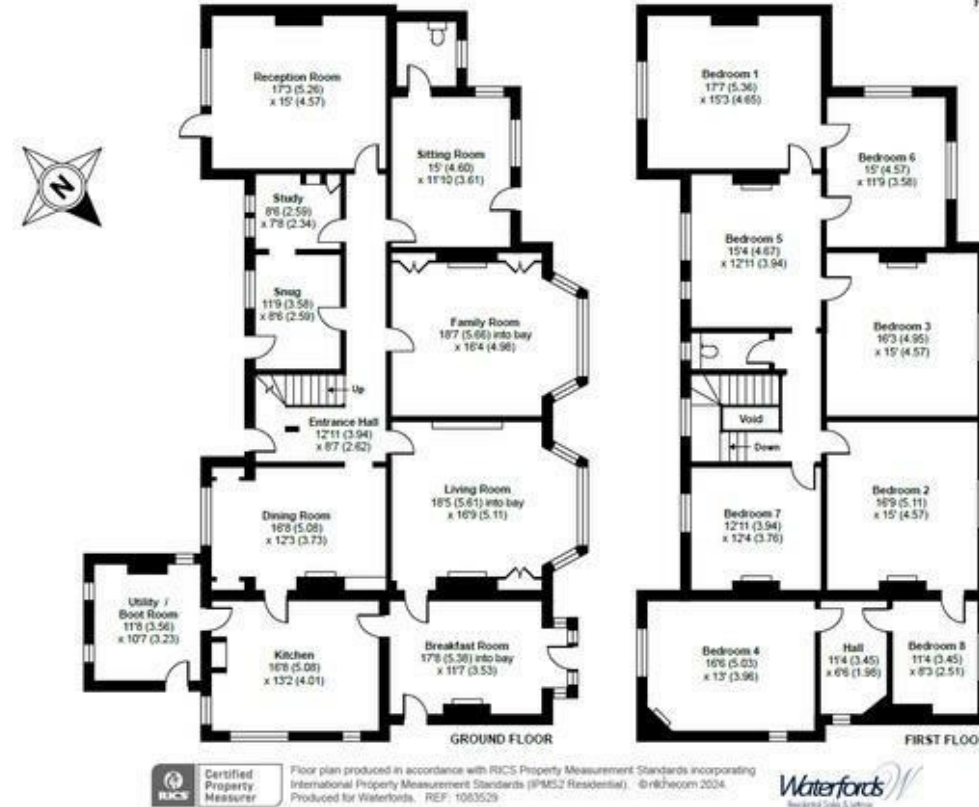 Reception Room
17'3 (5.26)
x 15' (4.57)
Sitting Room
15' (4.60)
x 11'10 (3.61)
Study
8'6 (2.59)
x 7'8 (2.34)
Snug
11'9 (3.58)
x 8'6 (2.59)
Family Room
18'7 (5.66) into bay
x 16'4 (4.98)
Up
Entrance Hall
12'11 (3.94)
x 8'7 (2.62)
Living Room
18'5 (5.61) into bay
x 16'9 (5.11)
Dining Room
16'8 (5.08)
x 12'3 (3.73)
Utility /
Boot Room
11'8 (3.56)
x 10'7 (3.23)
Kitchen
16'8 (5.08)
x 13'2 (4.01)
Breakfast Room
17'8 (5.38) into bay
x 11'7 (3.53)
GROUND FLOOR
N
Bedroom 1
17'7 (5.36)
x 15'3 (4.65)
Bedroom 6
15' (4.57)
x 11'9 (3.58)
Bedroom 5
15'4 (4.67)
x 12'11 (3.94)
Bedroom 3
16'3 (4.95)
x 15' (4.57)
Void
Down
Bedroom 2
16'9 (5.11)
x 15' (4.57)
Bedroom 7
12'11 (3.94)
x 12'4 (3.76)
Bedroom 4
16'6 (5.03)
x 13' (3.96)
Hall
11'4 (3.45)
x 6'6 (1.98)
Bedroom 8
11'4 (3.45)
x 8'3 (2.51)
FIRST FLOO
RICS
Certified
Property
Measurer
Floor plan produced in accordance with RICS Property Measurement Standards incorporating
International Property Measurement Standards (IPMS2 Residential). © nichecom 2024.
Produced for Waterfords. REF: 1083529
Waterfords W
Residential Sales & Lettings